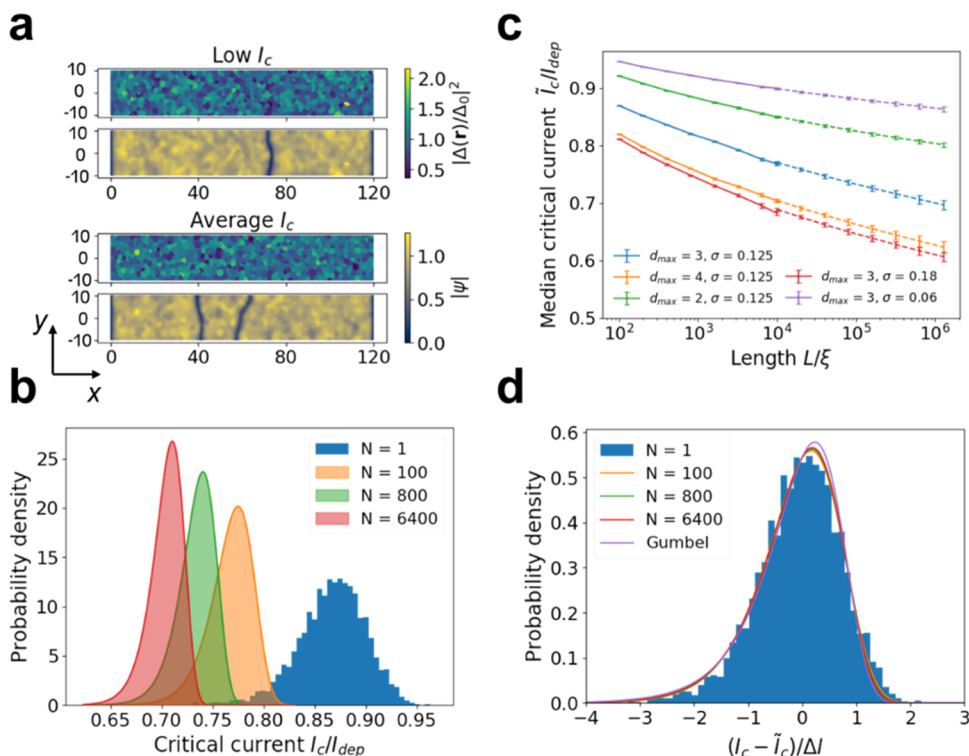 a
Low I_c
10
0
-10
10
0
-10
0 40 80 120
2.0
1.5
1.0
0.5
|Δ(r)/Δ_0|^2
Average I_c
10
0
-10
10
0
-10
0 40 80 120
1.0
0.5
0.0
|ψ|
y
x
c
Median critical current Ĩ_c/I_dep
0.9
0.8
0.7
0.6
0.5
d_max = 3, σ = 0.125
d_max = 4, σ = 0.125 d_max = 3, σ = 0.18
d_max = 2, σ = 0.125 d_max = 3, σ = 0.06
10^2 10^3 10^4 10^5 10^6
Length L/ξ
b
Probability density
25
20
15
10
5
0
N = 1
N = 100
N = 800
N = 6400
0.65 0.70 0.75 0.80 0.85 0.90 0.95
Critical current I_c/I_dep
d
Probability density
0.6
0.5
0.4
0.3
0.2
0.1
0.0
N = 1
N = 100
N = 800
N = 6400
Gumbel
-4 -3 -2 -1 0 1 2 3
(I_c − Ĩ_c)/ΔI